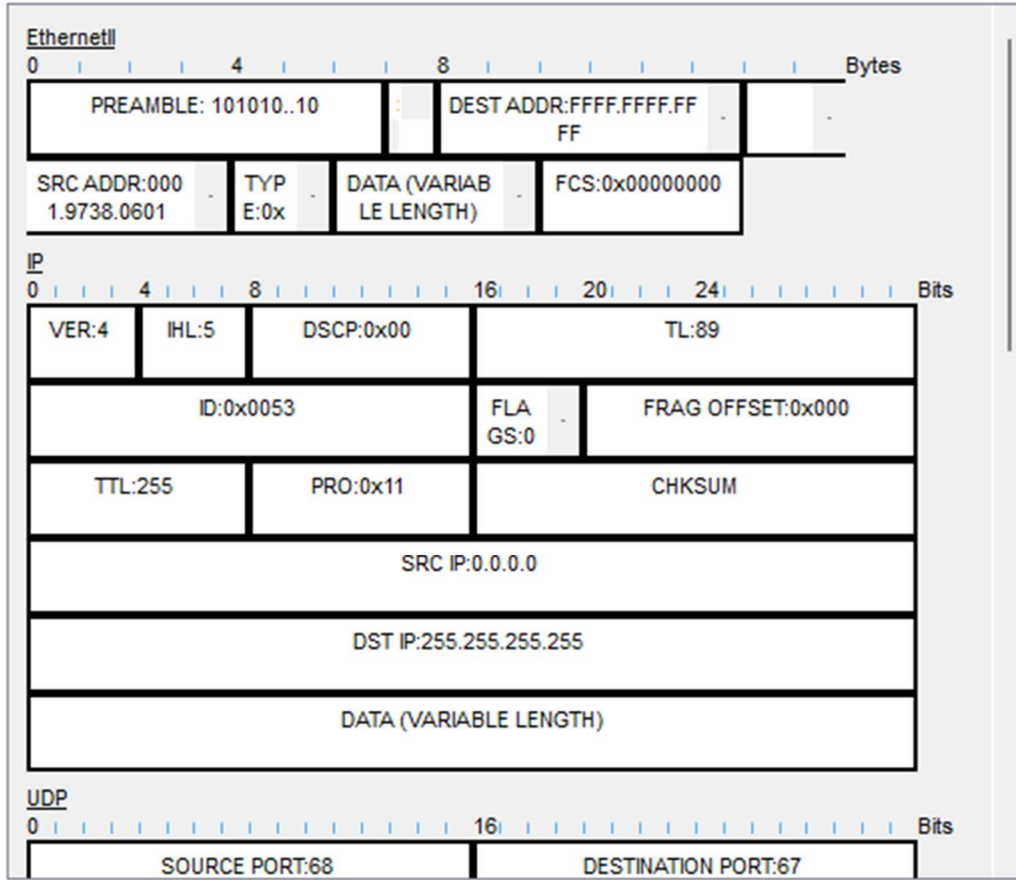 EthernetII
0 4 8 Bytes
PREAMBLE: 101010..10
DEST ADDR:FFFF.FFFF.FF
FF
SRC ADDR:000
1.9738.0601
TYP
E:0x
DATA (VARIAB
LE LENGTH)
FCS:0x00000000
IP
0 4 8 16 20 24 Bits
VER:4
IHL:5
DSCP:0x00
TL:89
ID:0x0053
FLA
GS:0
FRAG OFFSET:0x000
TTL:255
PRO:0x11
CHKSUM
SRC IP:0.0.0.0
DST IP:255.255.255.255
DATA (VARIABLE LENGTH)
UDP
0 16 Bits
SOURCE PORT:68
DESTINATION PORT:67